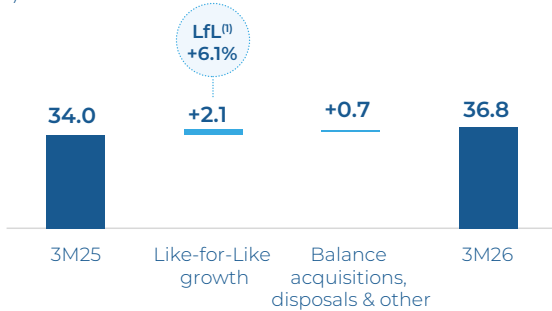 LfL(1)
+6.1%
34.0
+2.1
+0.7
36.8
3M25
Like-for-Like
growth
Balance
acquisitions,
disposals & other
3M26